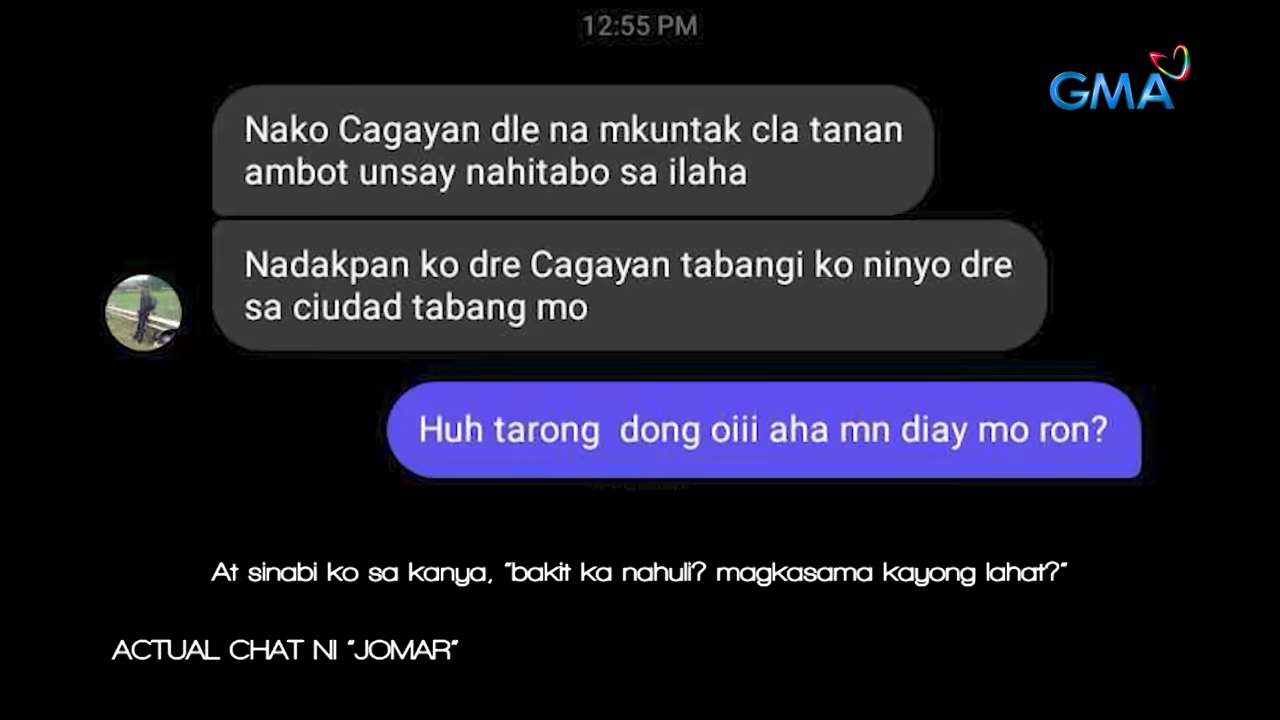 12:55 PM
GMA
Nako Cagayan dle na mkuntak cla tanan
ambot unsay nahitabo sa ilaha
Nadakpan ko dre Cagayan tabangi ko ninyo dre
sa ciudad tabang mo
Huh tarong  dong oiii aha mn diay mo ron?
At sinabi ko sa kanya, "bakit ka nahuli? magkasama kayong lahat?"
ACTUAL CHAT NI "JOMAR"